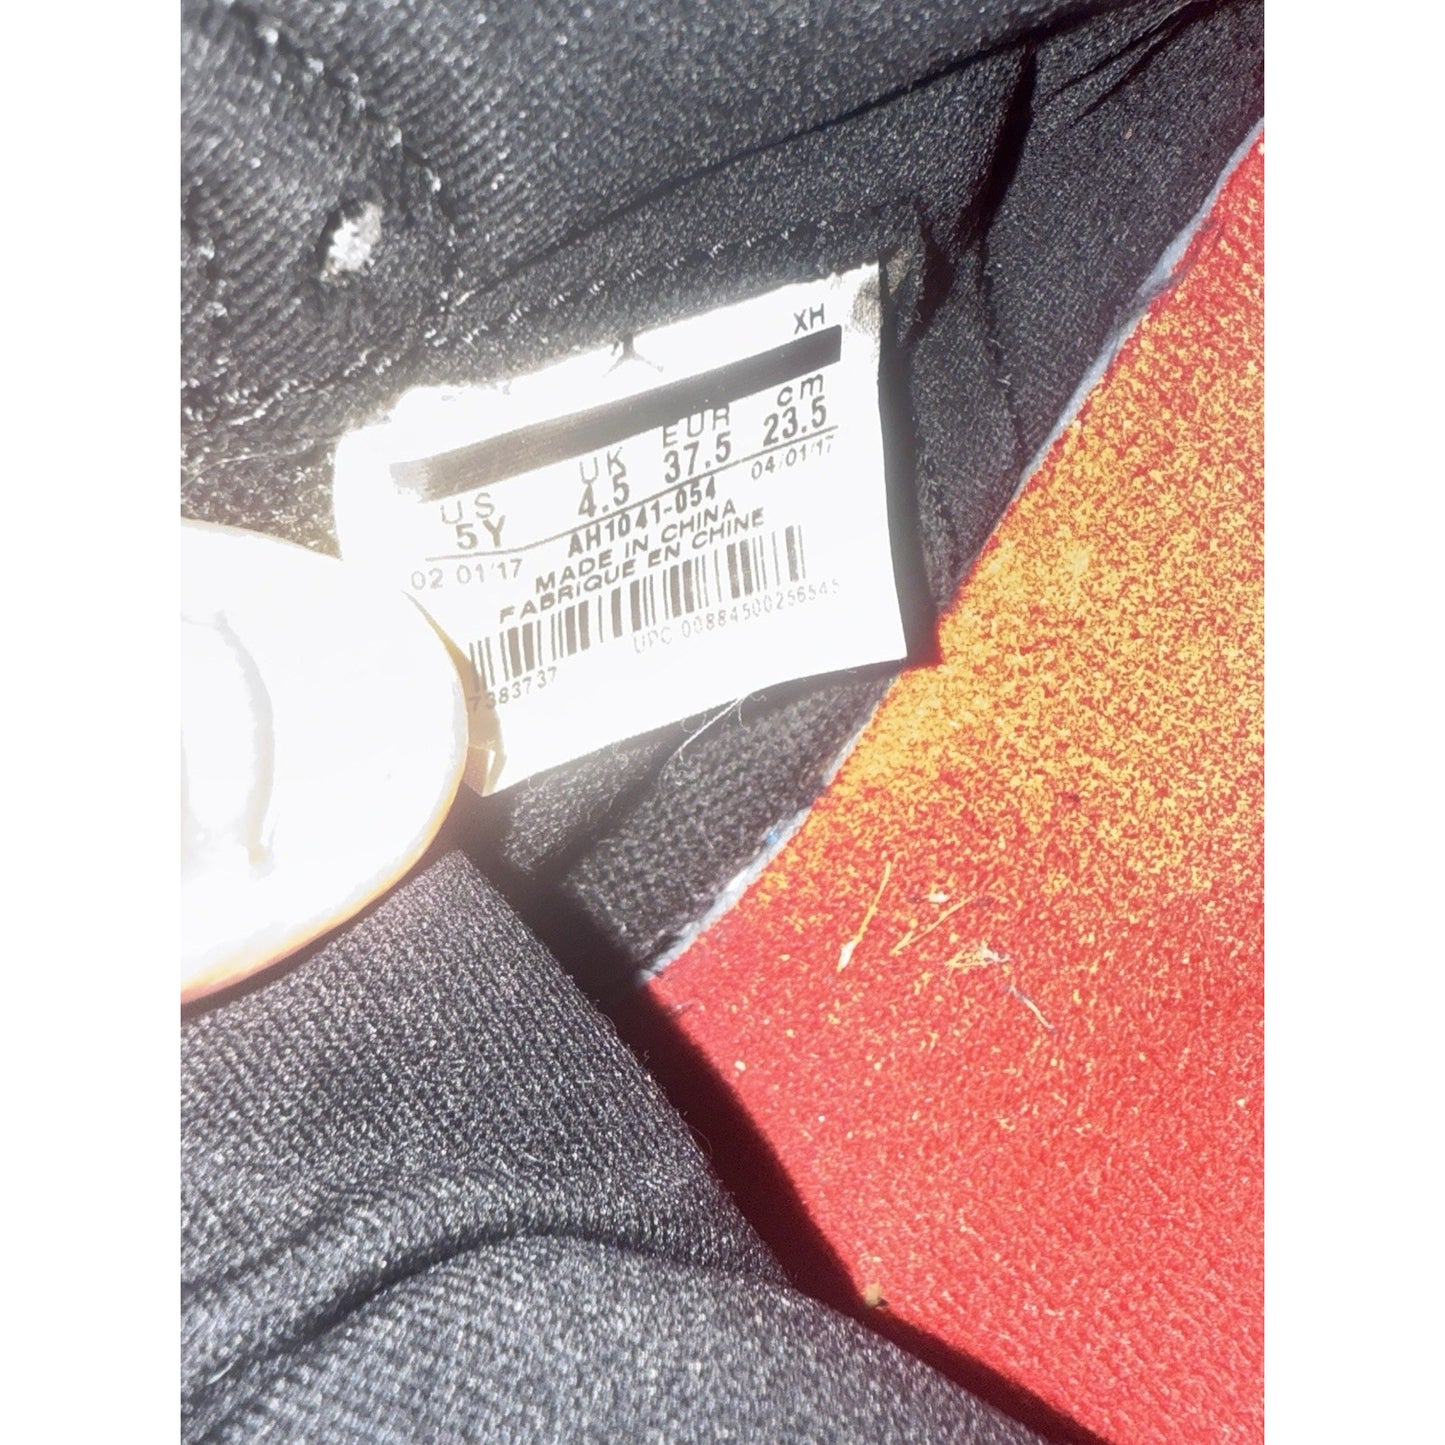 XH
US UK EUR cm
5Y 4.5 37.5 23.5
02/01/17 AH1041-054 04/01/17
MADE IN CHINA
FABRIQUE EN CHINE
7383737 UPC 00884500256545